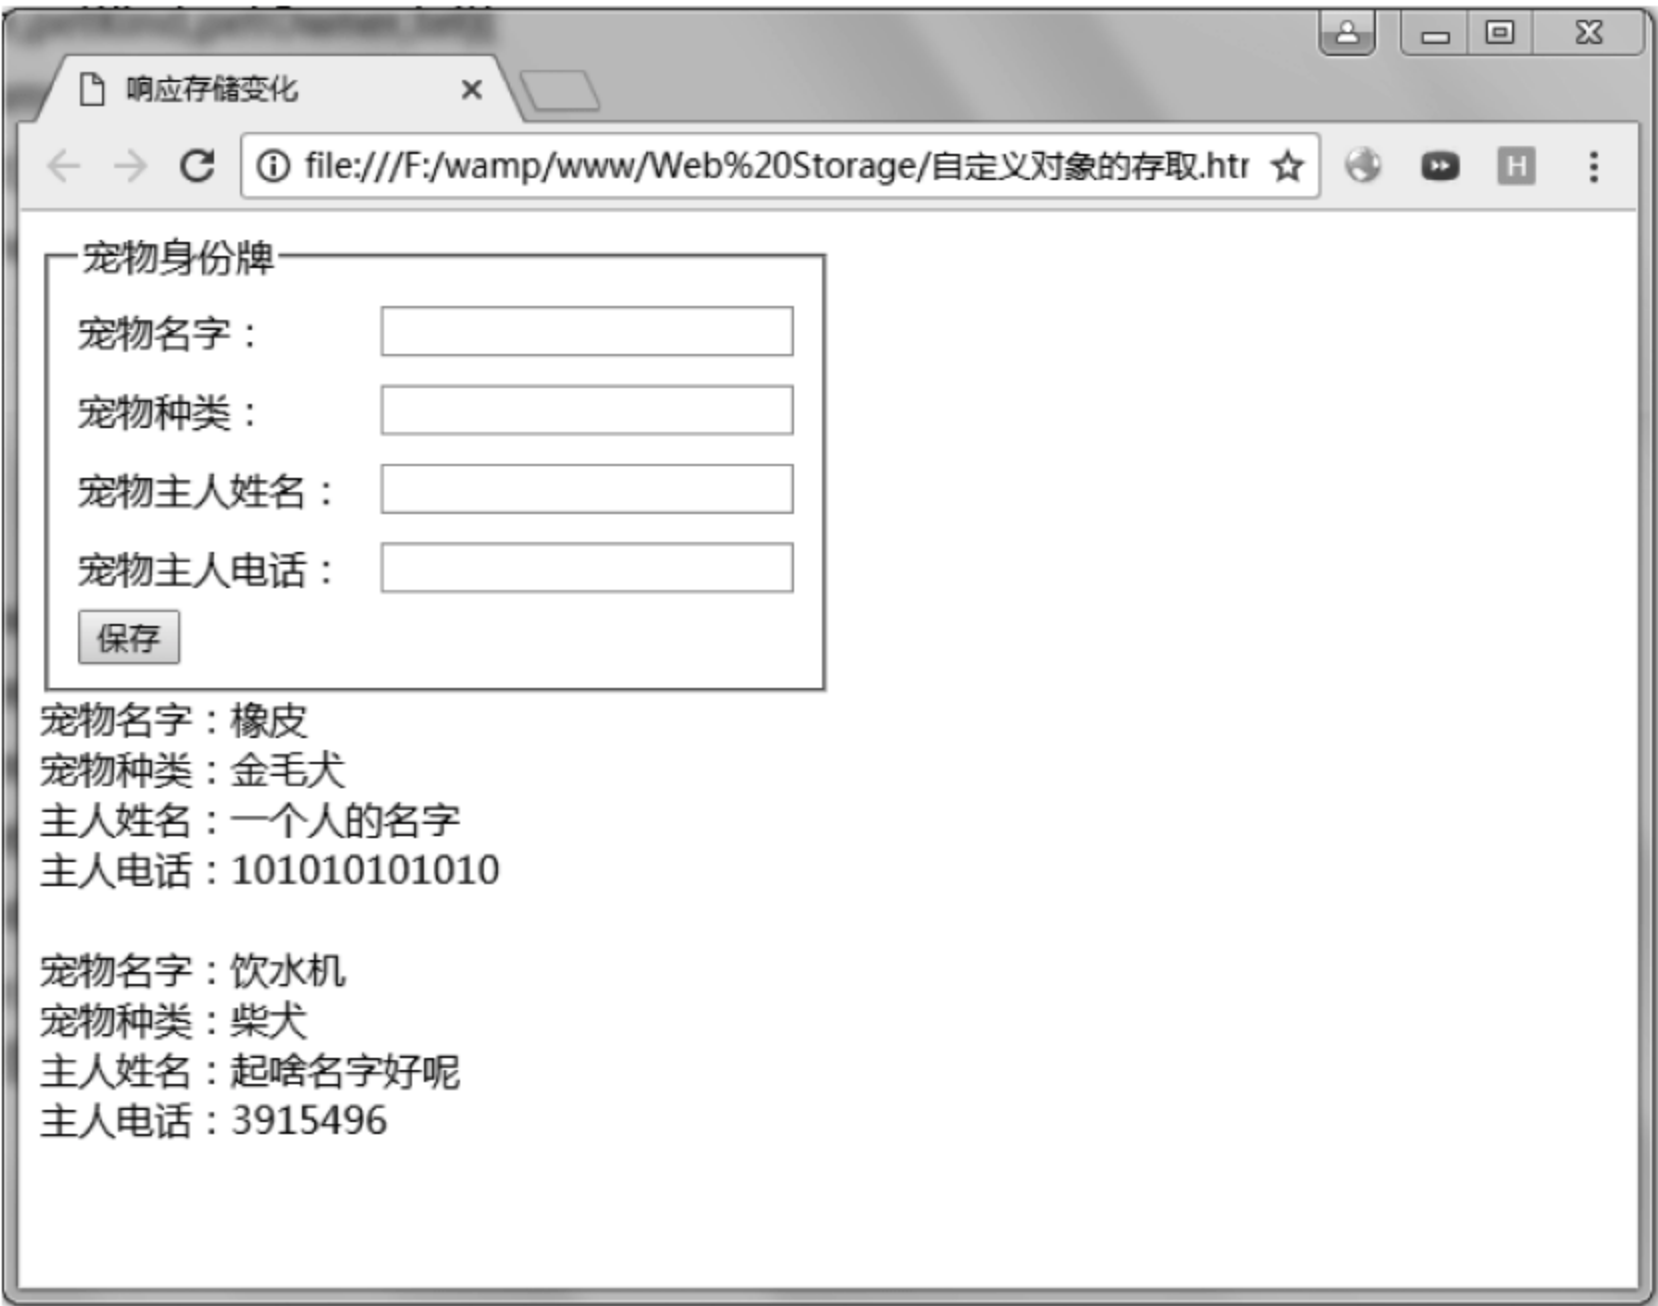 响应存储变化
file:///F:/wamp/www/Web%20Storage/自定义对象的存取.htr
H
宠物身份牌
宠物名字：
宠物种类：
宠物主人姓名：
宠物主人电话：
保存
宠物名字：橡皮
宠物种类：金毛犬
主人姓名：一个人的名字
主人电话：101010101010
宠物名字：饮水机
宠物种类：柴犬
主人姓名：起啥名字好呢
主人电话：3915496